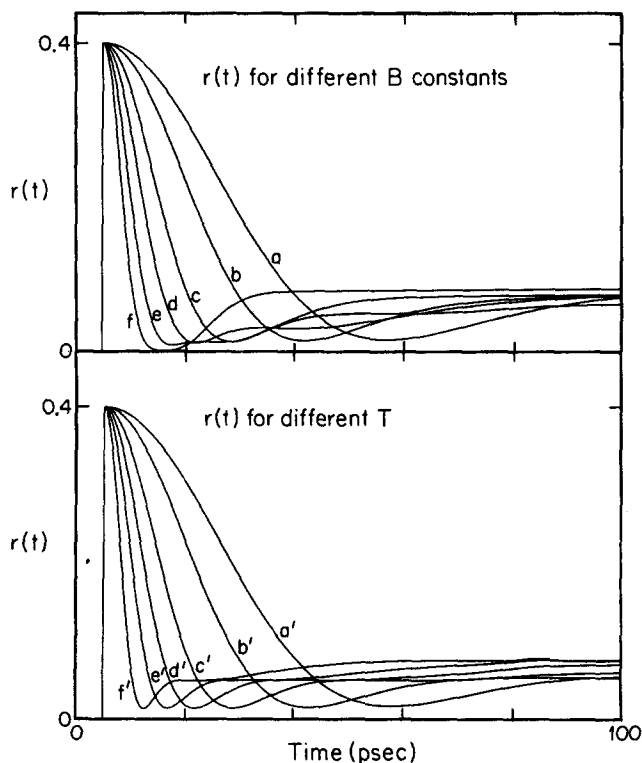 0.4
r(t) for different B constants
r(t)
a
b
c
d
e
f
0
0.4
r(t) for different T
r(t)
a'
b'
c'
d'
e'
f'
0
0
100
Time (psec)